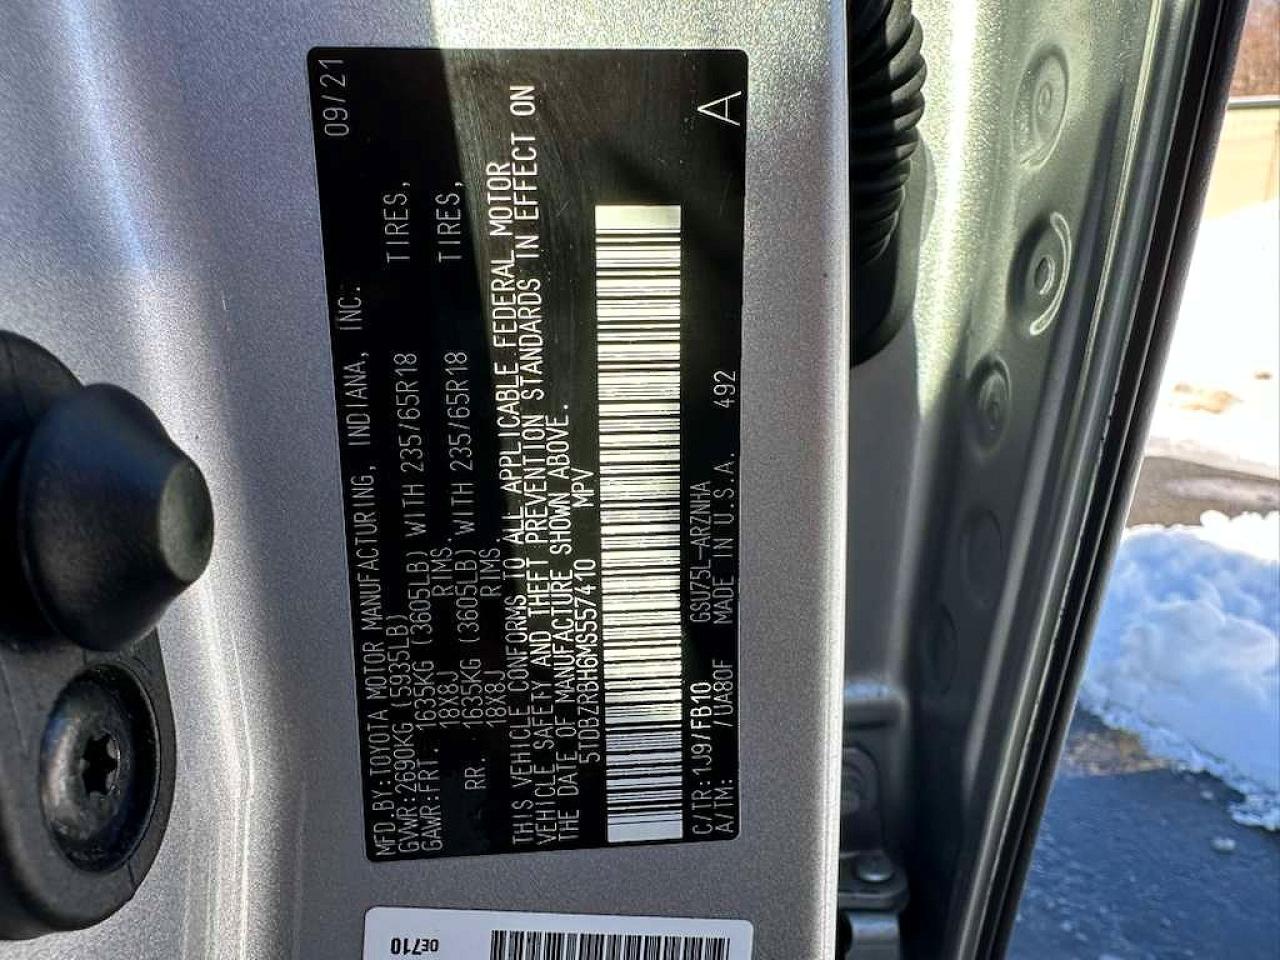 MFD.BY:TOYOTA MOTOR MANUFACTURING, INDIANA, INC. 09/21
GVWR:2690KG (5935LB)
GAWR:FRT. 1635KG (3605LB) WITH 235/65R18 TIRES,
18X8J RIMS,
RR. 1635KG (3605LB) WITH 235/65R18 TIRES,
18X8J RIMS,
THIS VEHICLE CONFORMS TO ALL APPLICABLE FEDERAL MOTOR
VEHICLE SAFETY AND THEFT PREVENTION STANDARDS IN EFFECT ON
THE DATE OF MANUFACTURE SHOWN ABOVE.
5TDBZRBH6MS557410 MPV
C/TR:1J9/FB10 GSU75L-ARZNHA
A/TM: /UA80F MADE IN U.S.A. 492 A
0E710